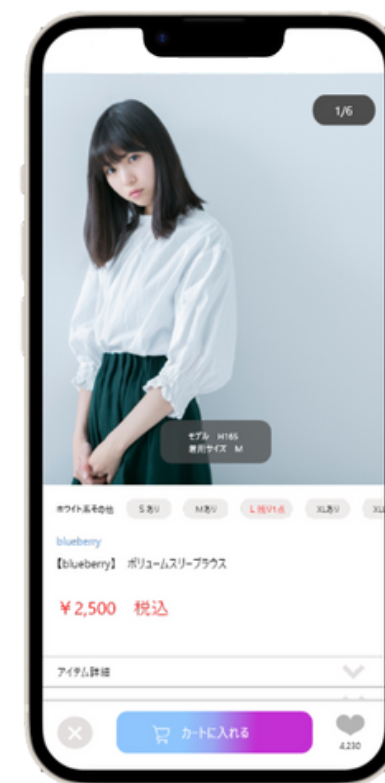 1/6
モデル H165
着用サイズ M
ホワイト系その他 Sあり Mあり L残り1点 XLあり XL
blueberry
【blueberry】 ボリュームスリーブラウス
￥2,500 税込
アイテム詳細
カートに入れる
4,230